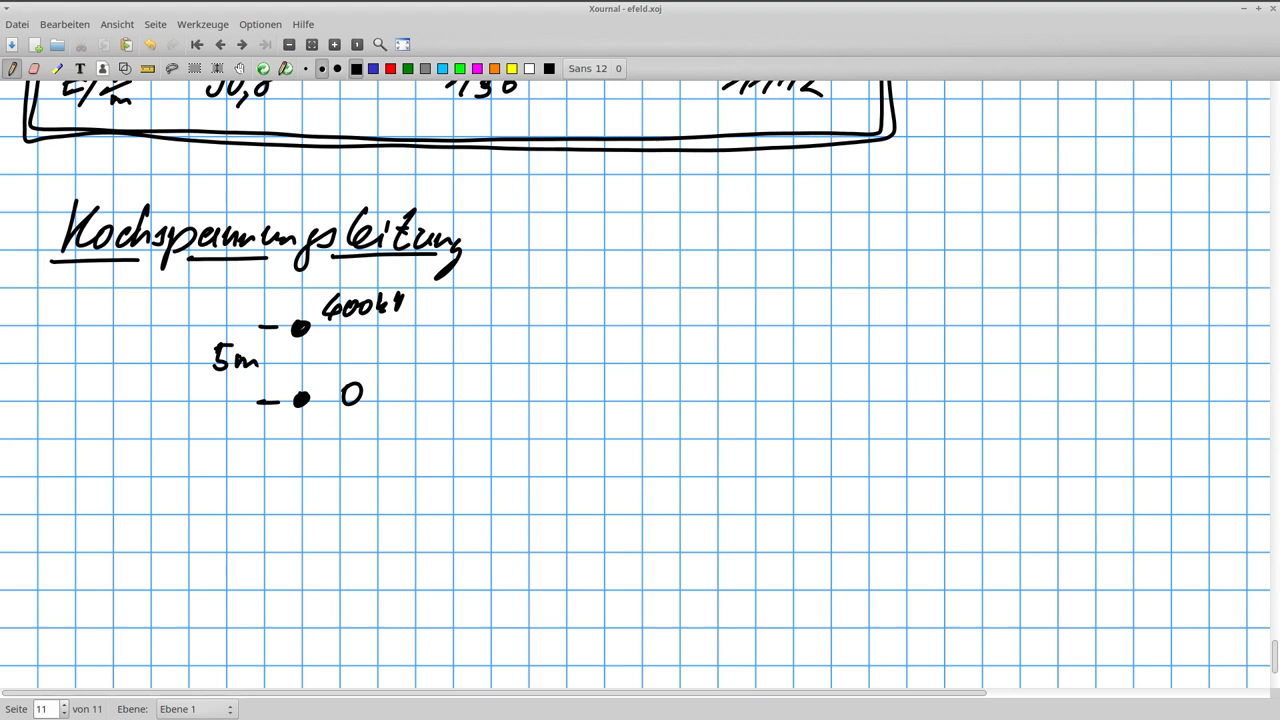 Xournal - efeld.xoj
Datei Bearbeiten Ansicht Seite Werkzeuge Optionen Hilfe
Sans 12 0
Hochspannungsleitung
400kV
5m
0
Seite 11 von 11 Ebene: Ebene 1